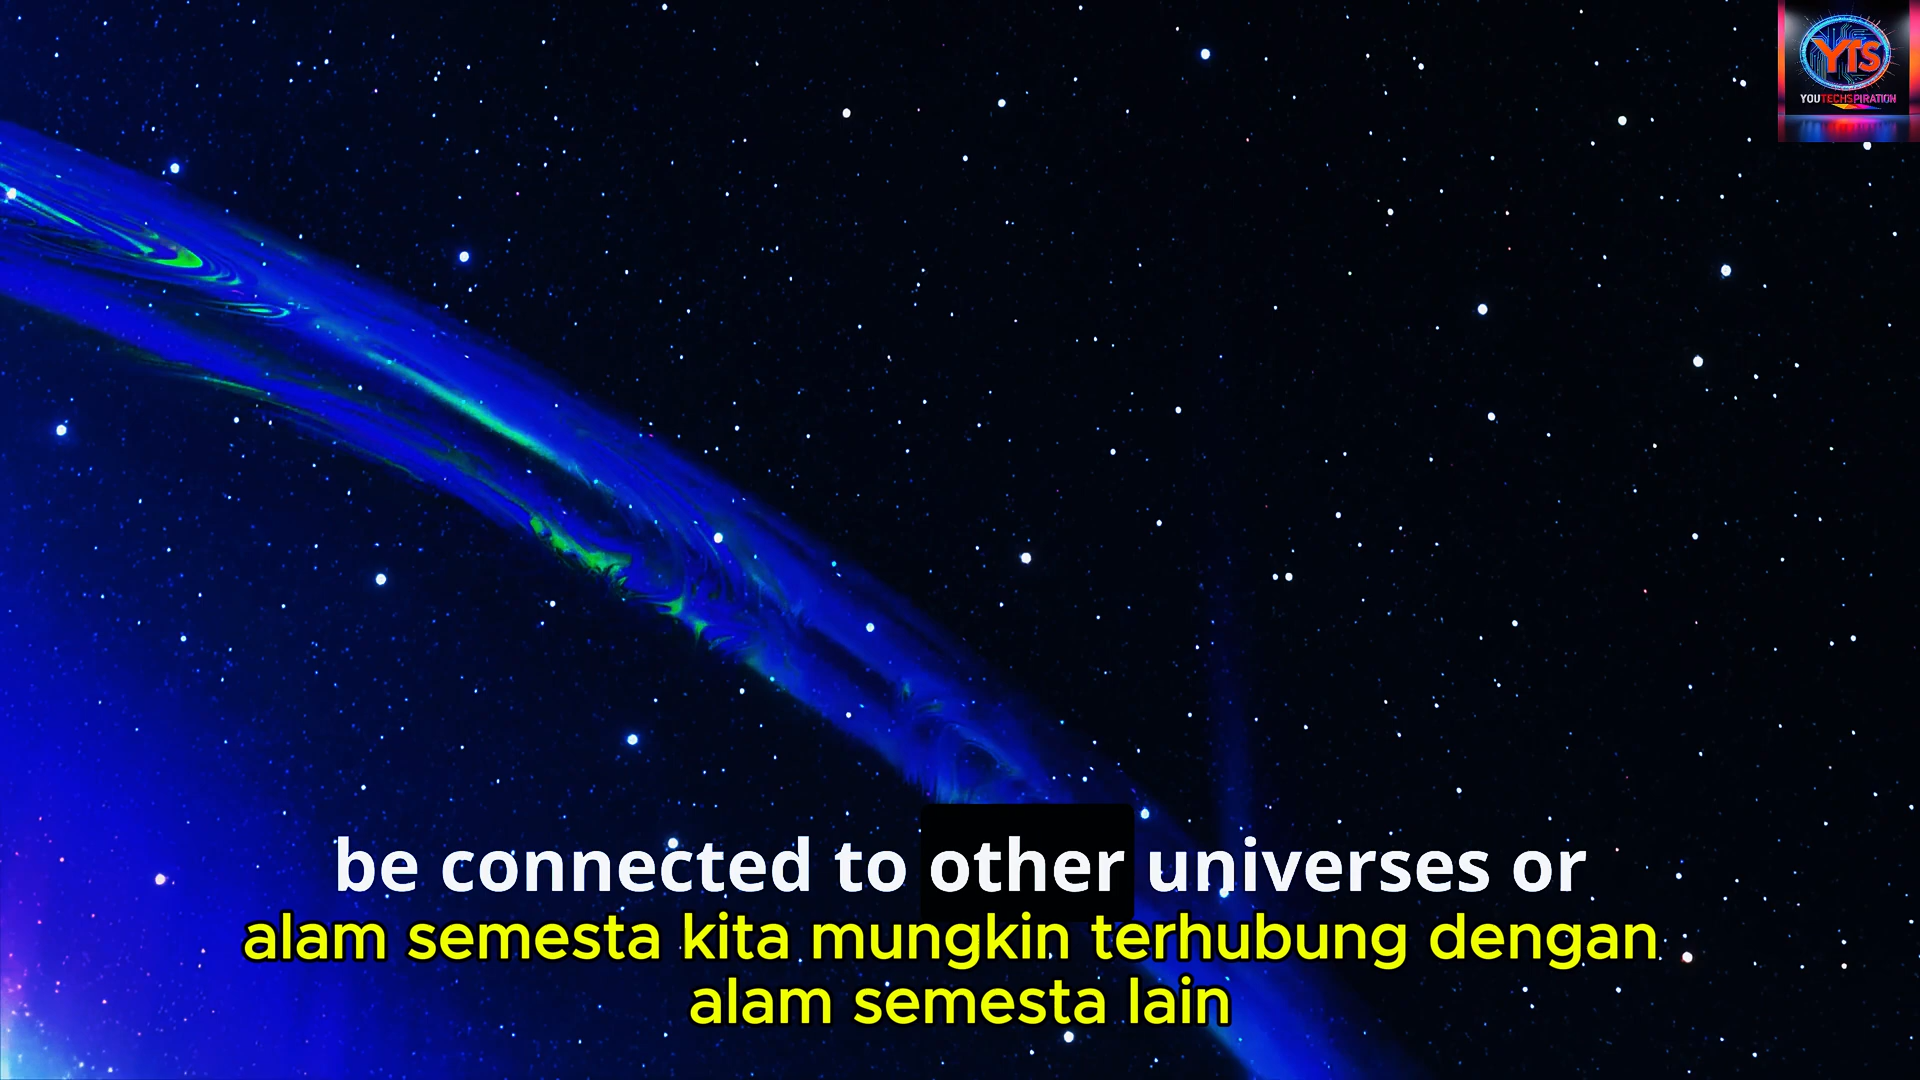 YTS
YOUTECHSPIRATION
be connected to other universes or
alam semesta kita mungkin terhubung dengan
alam semesta lain